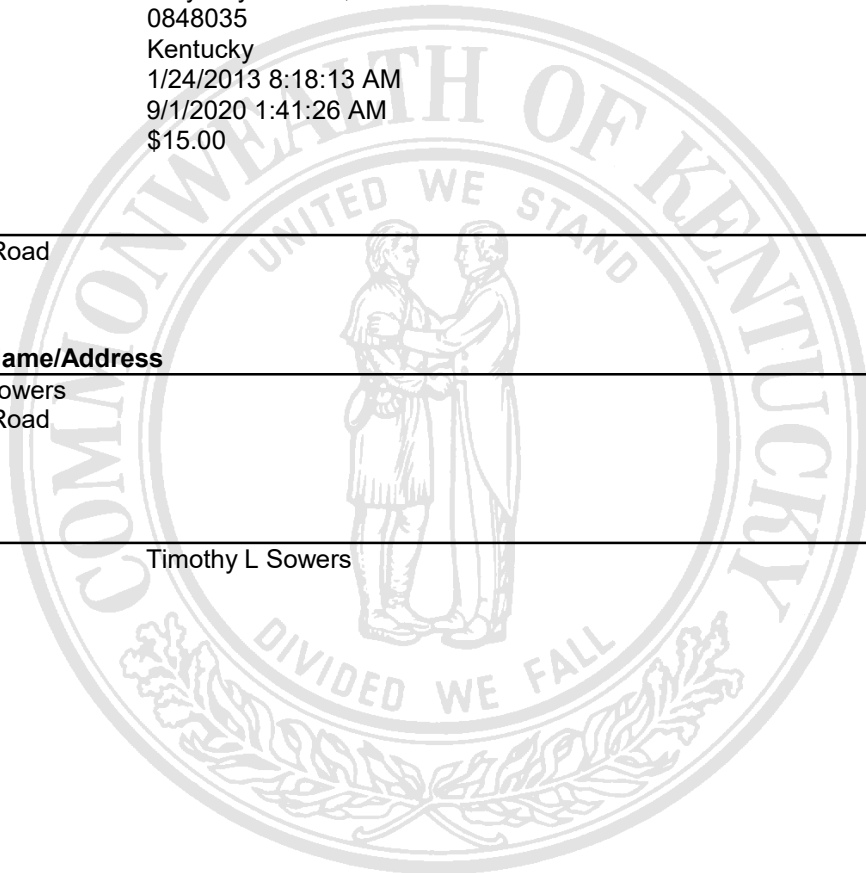 0848035
Kentucky
1/24/2013 8:18:13 AM
9/1/2020 1:41:26 AM
$15.00
Road
ame/Address
owers
Road
Timothy L Sowers
COMMONWEALTH OF KENTUCKY
UNITED WE STAND
DIVIDED WE FALL